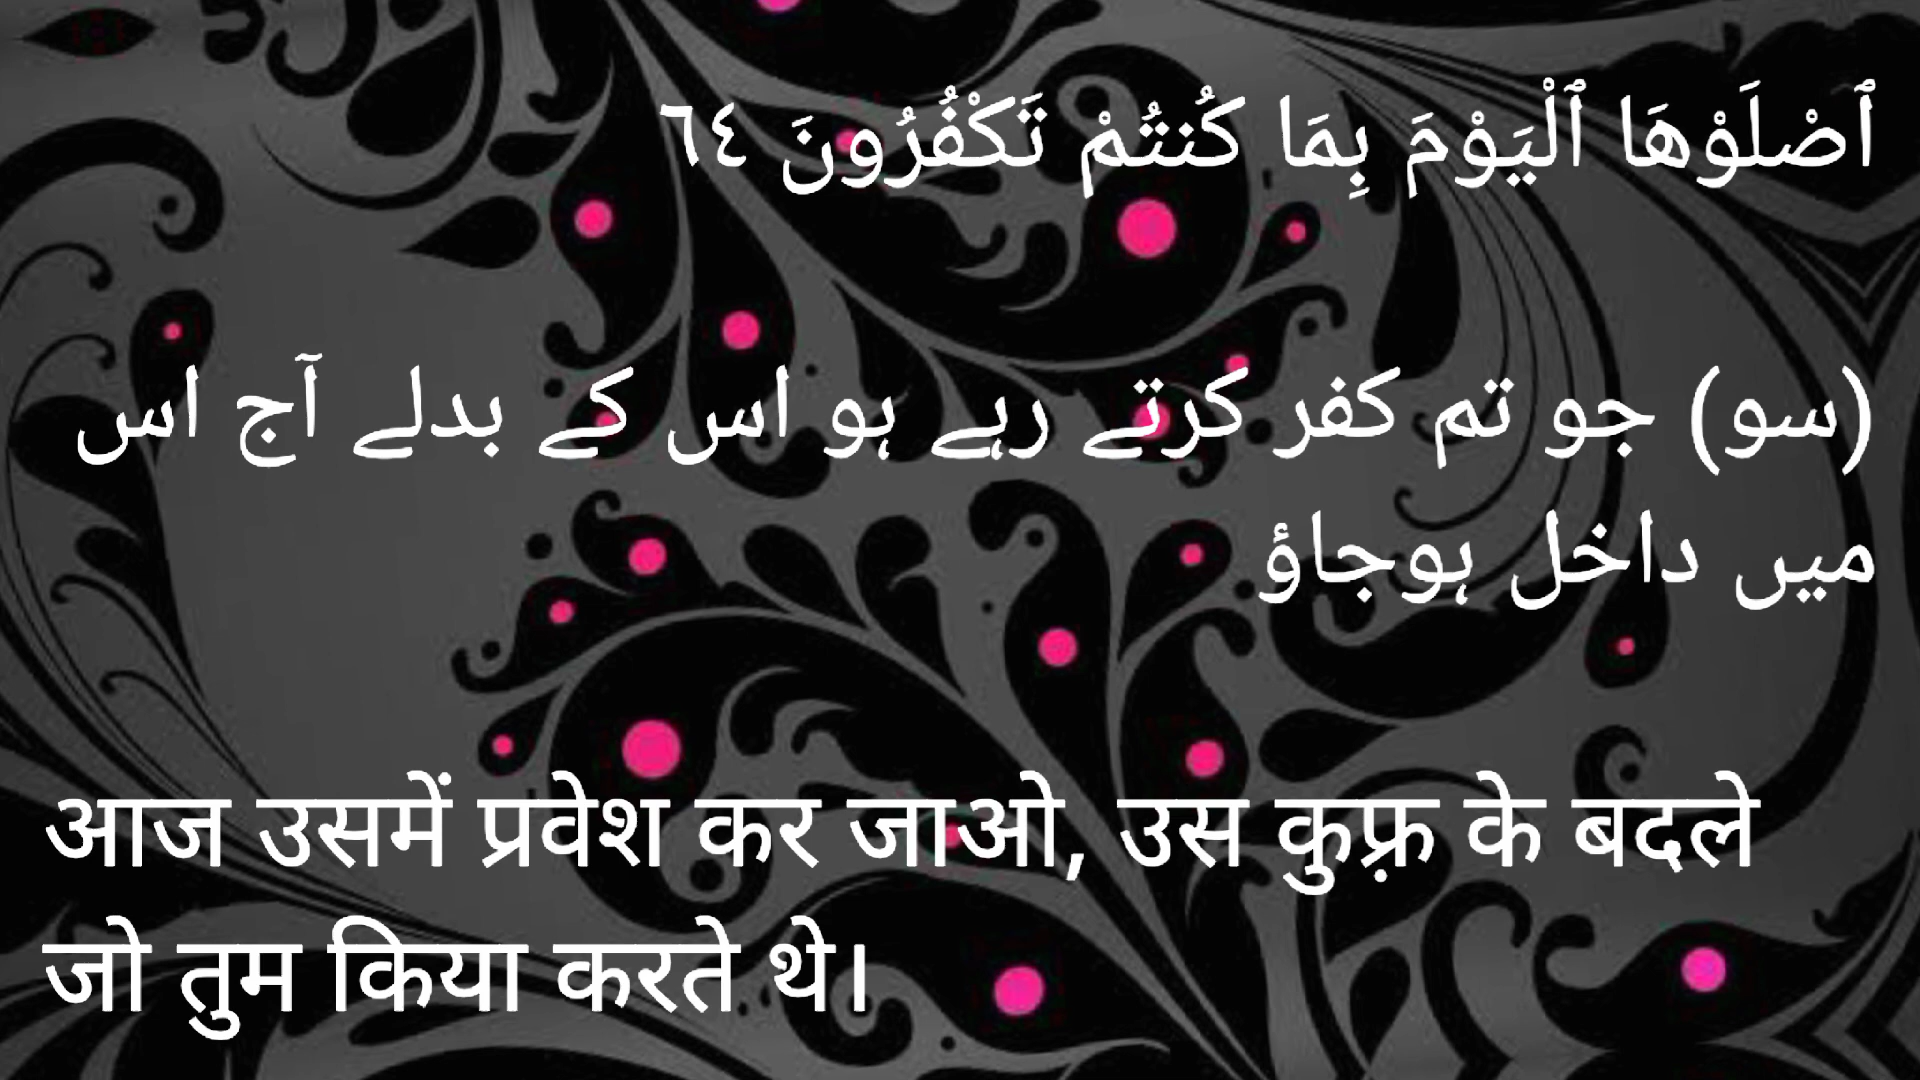 ٱصْلَوْهَا ٱلْيَوْمَ بِمَا كُنتُمْ تَكْفُرُونَ ٦٤
(سو) جو تم کفر کرتے رہے ہو اس کے بدلے آج اس
میں داخل ہوجاؤ
आज उसमें प्रवेश कर जाओ, उस कुफ़्र के बदले
जो तुम किया करते थे।